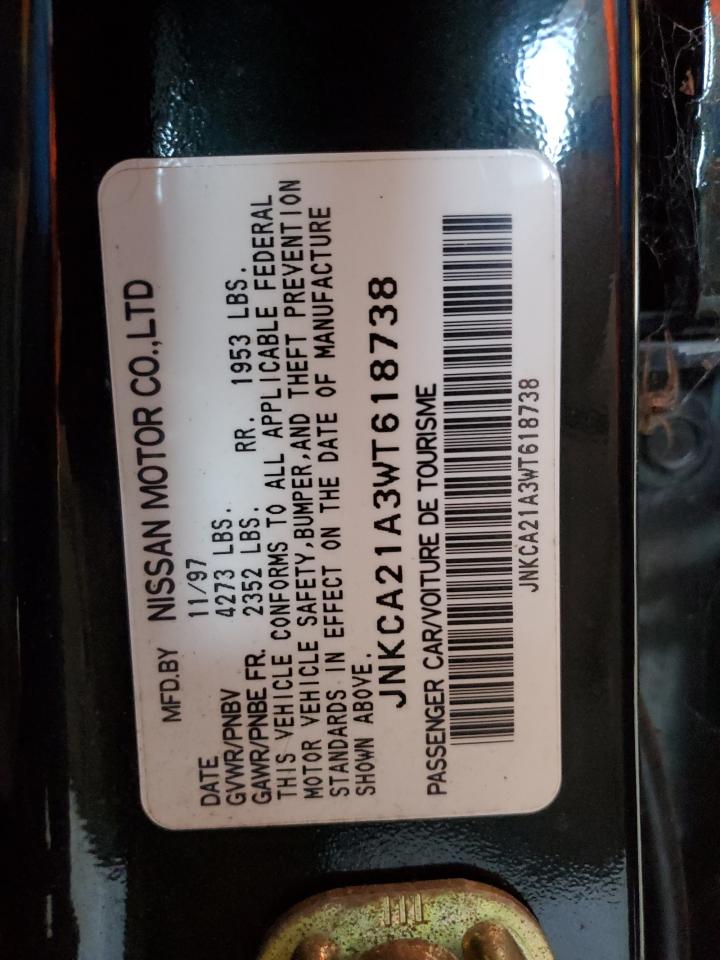 MFD.BY NISSAN MOTOR CO.,LTD
DATE 11/97
GVWR/PNBV 4273 LBS.
GAWR/PNBE FR. 2352 LBS. RR. 1953 LBS.
THIS VEHICLE CONFORMS TO ALL APPLICABLE FEDERAL
MOTOR VEHICLE SAFETY,BUMPER,AND THEFT PREVENTION
STANDARDS IN EFFECT ON THE DATE OF MANUFACTURE
SHOWN ABOVE.
JNKCA21A3WT618738
PASSENGER CAR/VOITURE DE TOURISME
JNKCA21A3WT618738